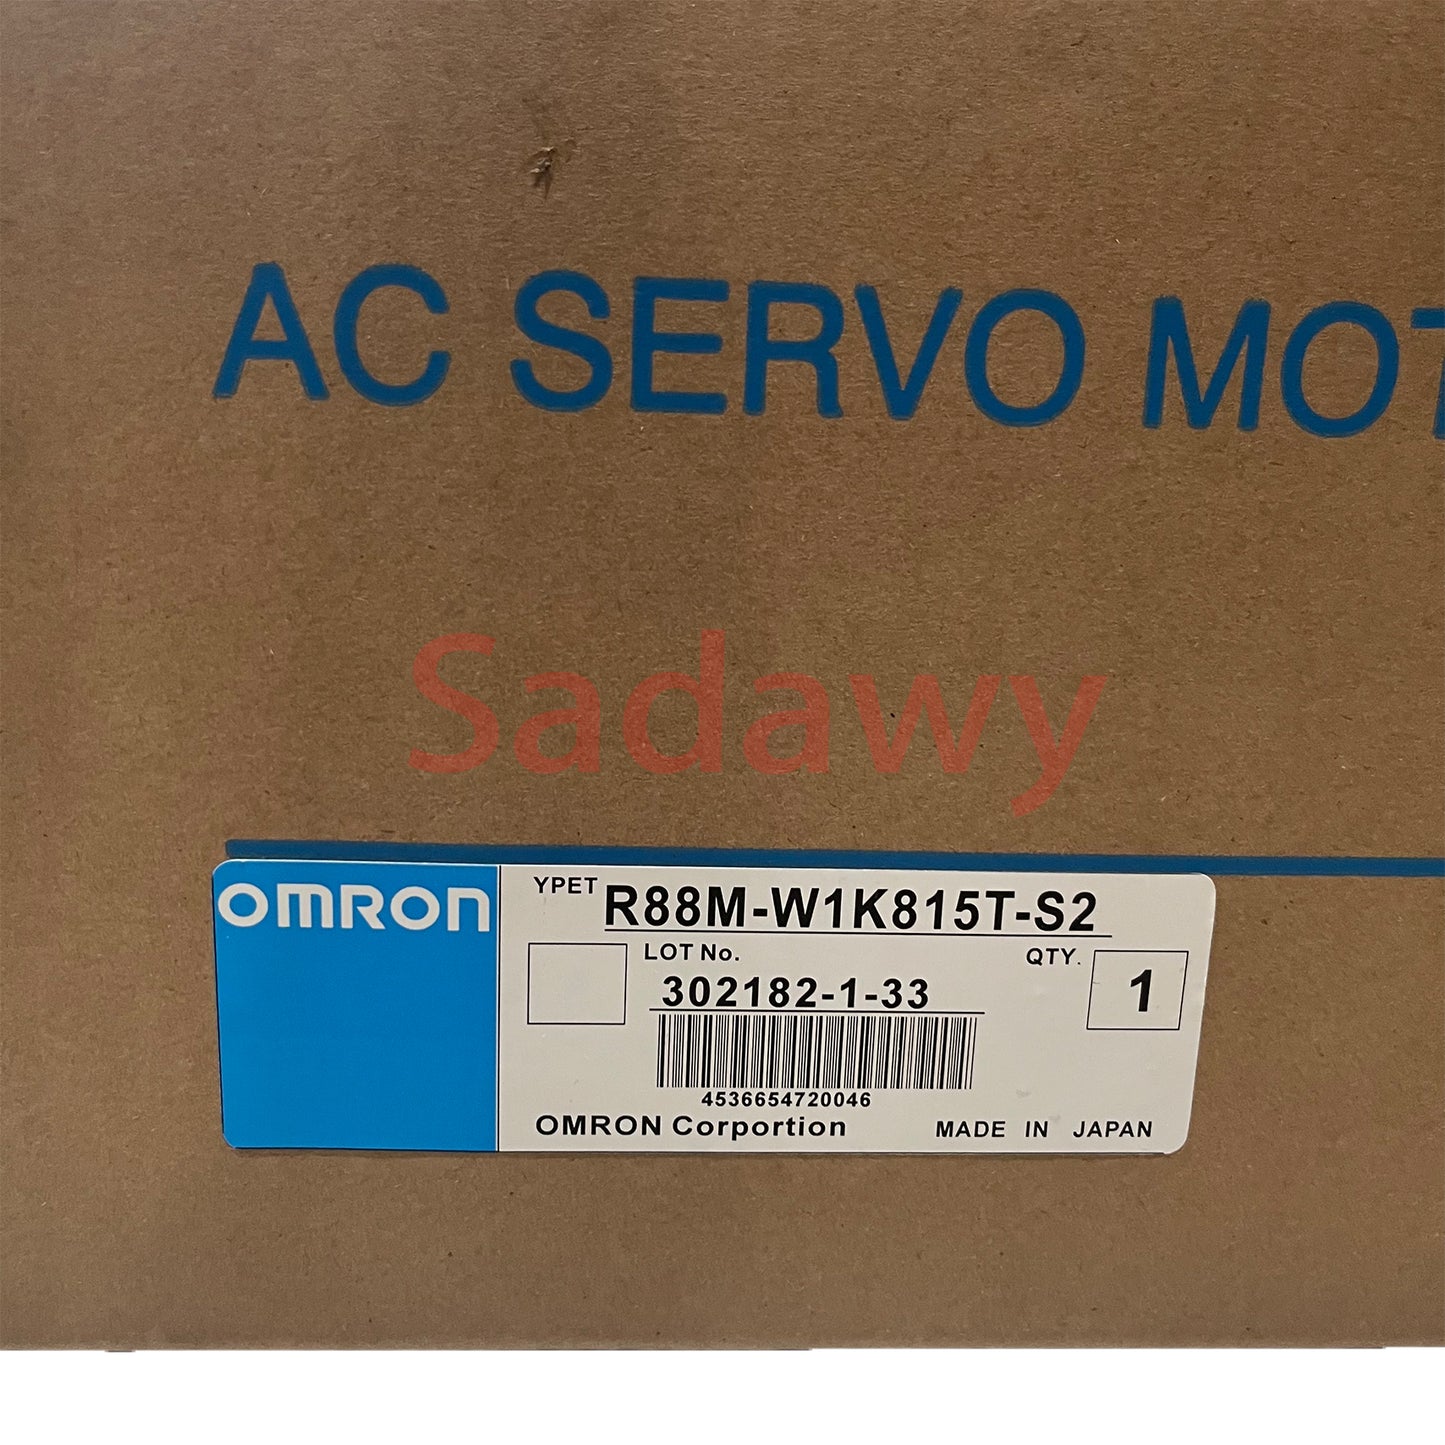 AC SERVO MOT
Sadawy
OMRON
YPET R88M-W1K815T-S2
LOT No.
QTY.
302182-1-33
1
4536654720046
OMRON Corportion
MADE IN JAPAN